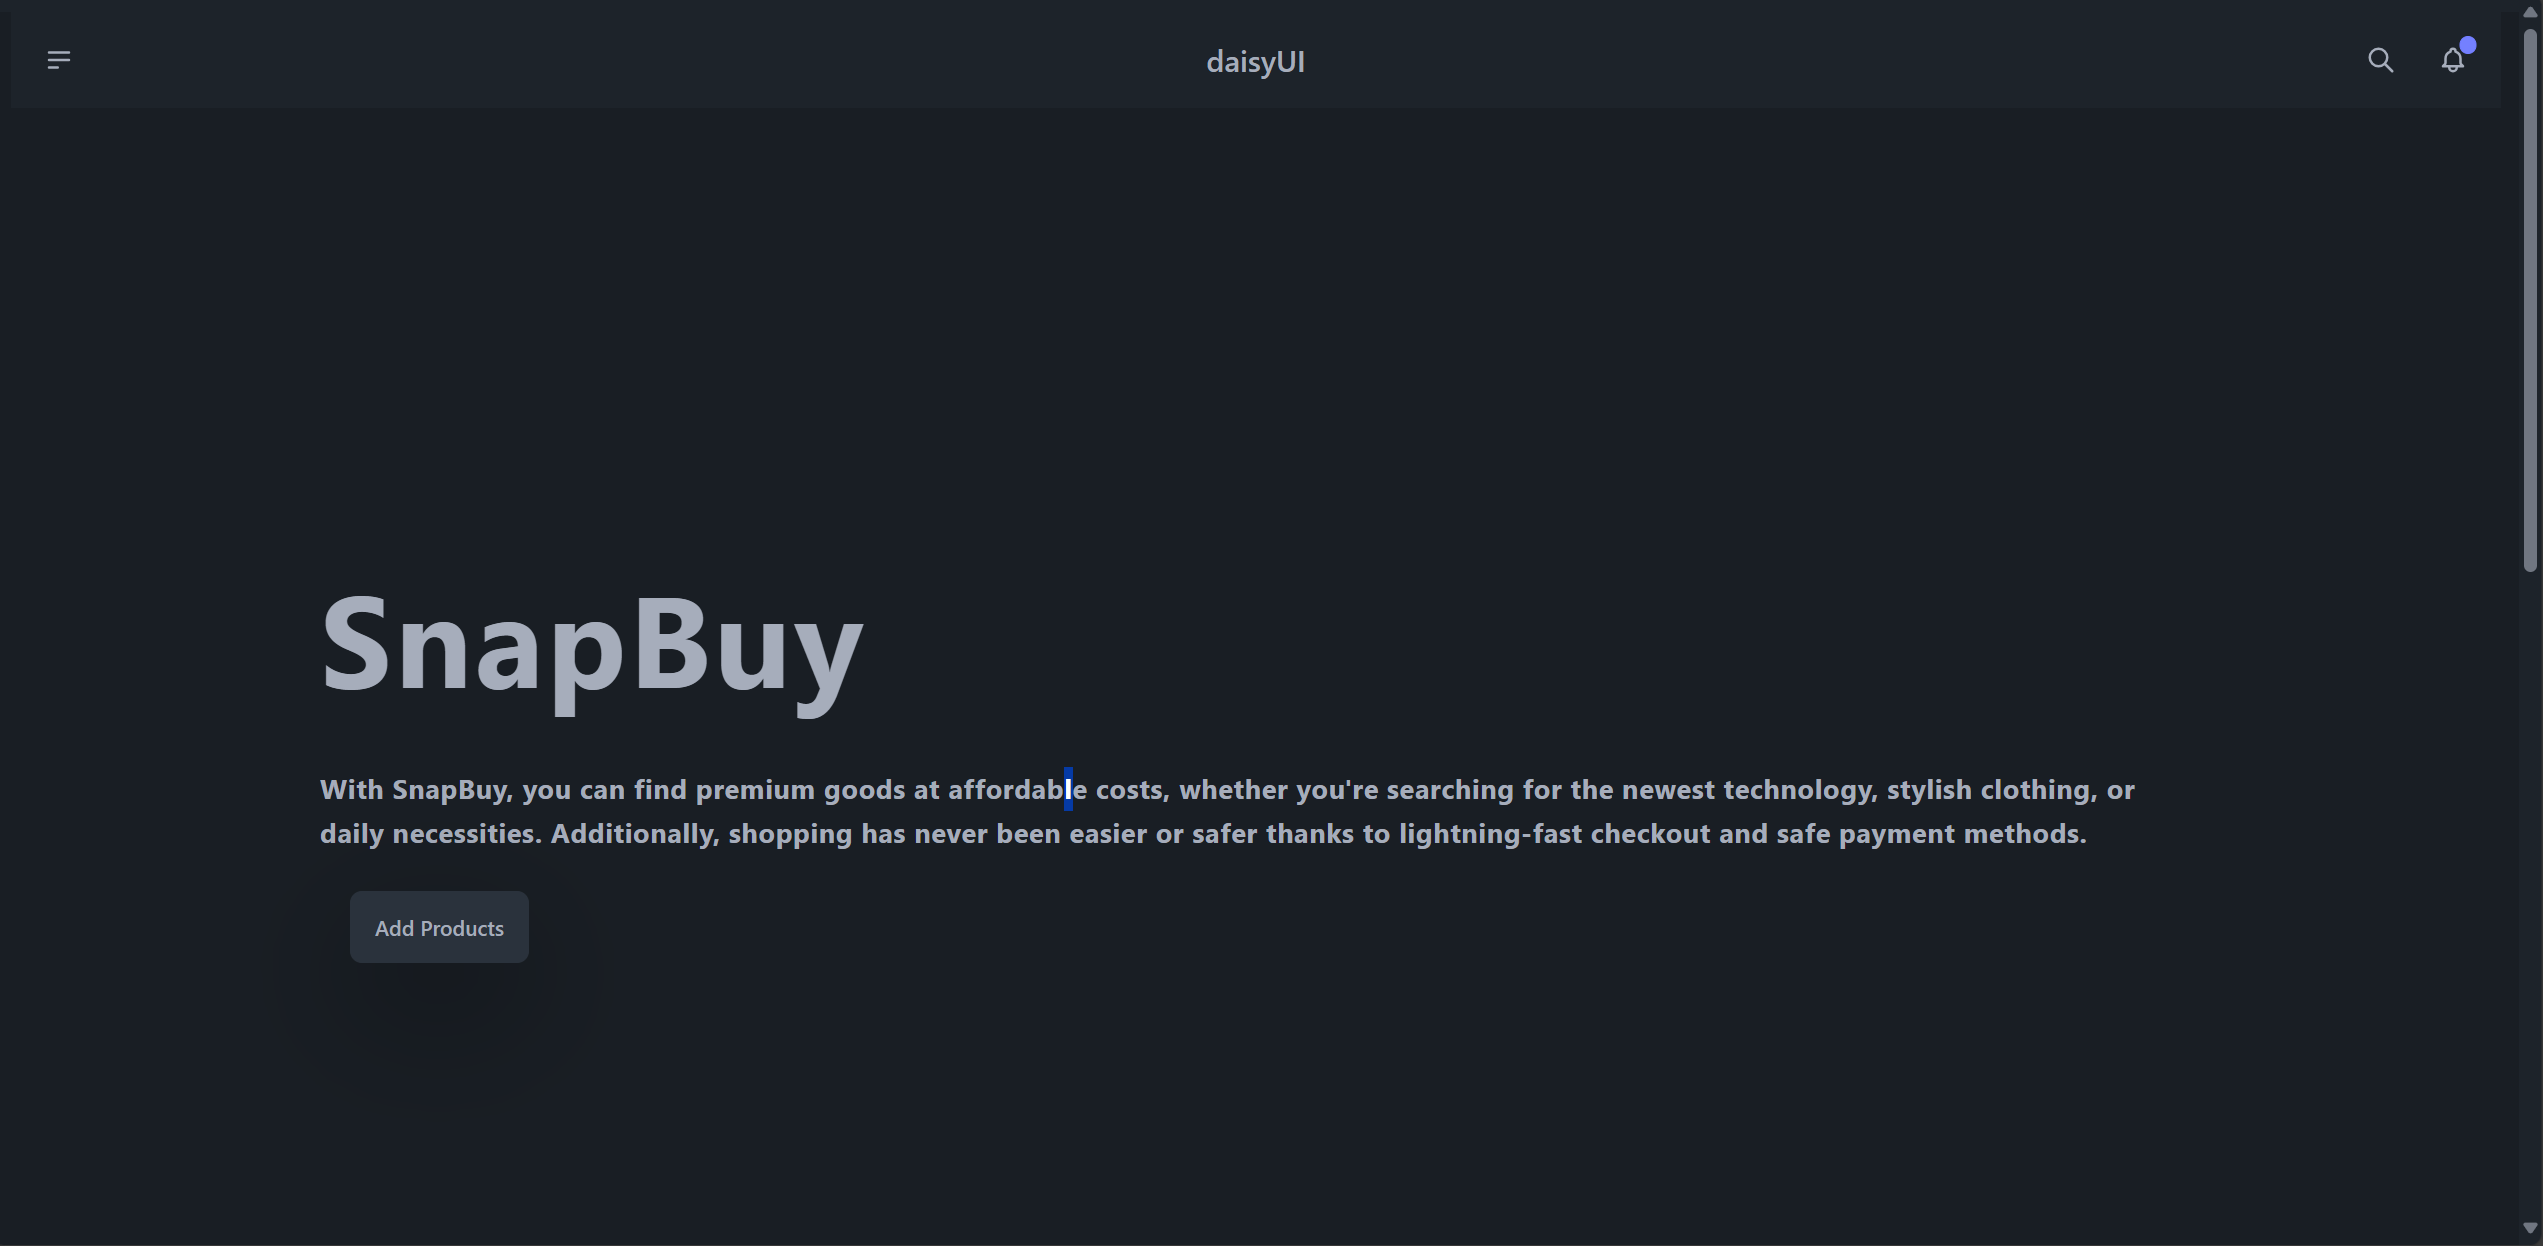 daisyUI
SnapBuy
With SnapBuy, you can find premium goods at affordable costs, whether you're searching for the newest technology, stylish clothing, or
daily necessities. Additionally, shopping has never been easier or safer thanks to lightning-fast checkout and safe payment methods.
Add Products